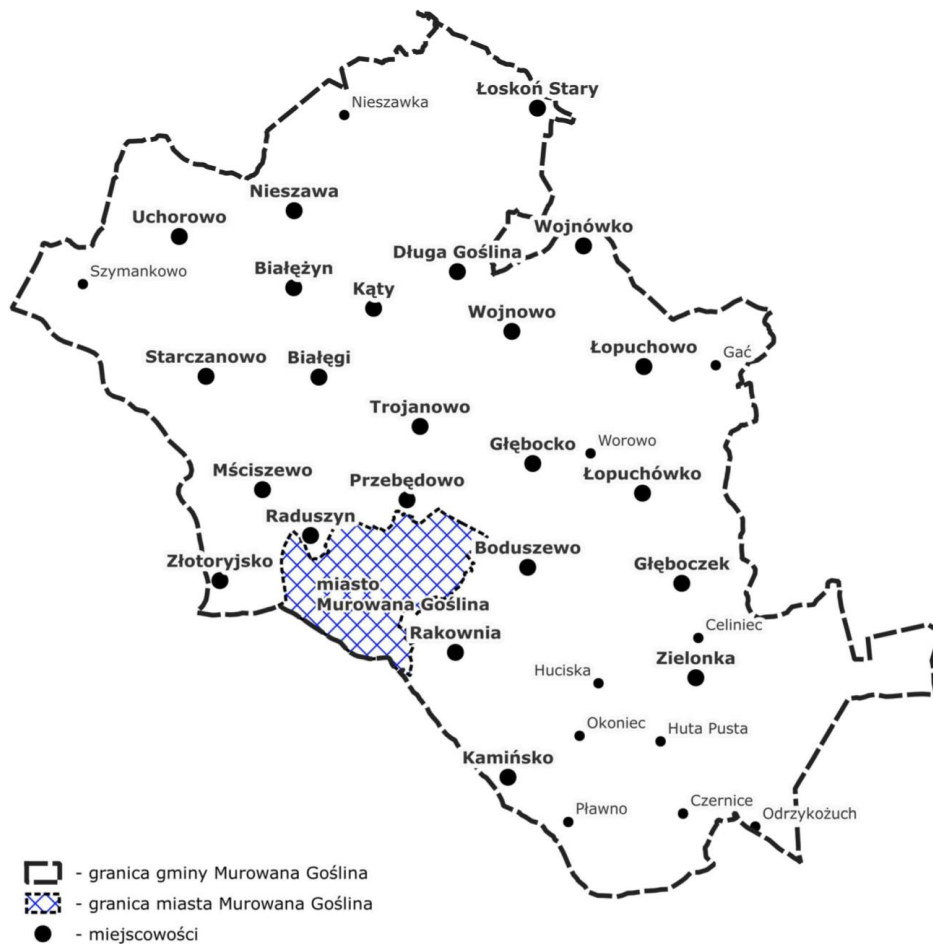 Łoskoń Stary
Nieszawka
Nieszawa
Uchorowo
Wojnówko
Długa Goślina
Białężyn
Szymankowo
Kąty
Wojnowo
Łopuchowo
Gać
Starczanowo
Białęgi
Trojanowo
Głębocko
Worowo
Mściszewo
Przebędowo
Łopuchówko
Raduszyn
Boduszewo
Złotoryjsko
Głęboczek
miasto
Murowana Goślina
Rakownia
Celiniec
Zielonka
Huciska
Okoniec
Huta Pusta
Kamińsko
Pławno
Czernice
Odrzykożuch
- granica gminy Murowana Goślina
- granica miasta Murowana Goślina
- miejscowości